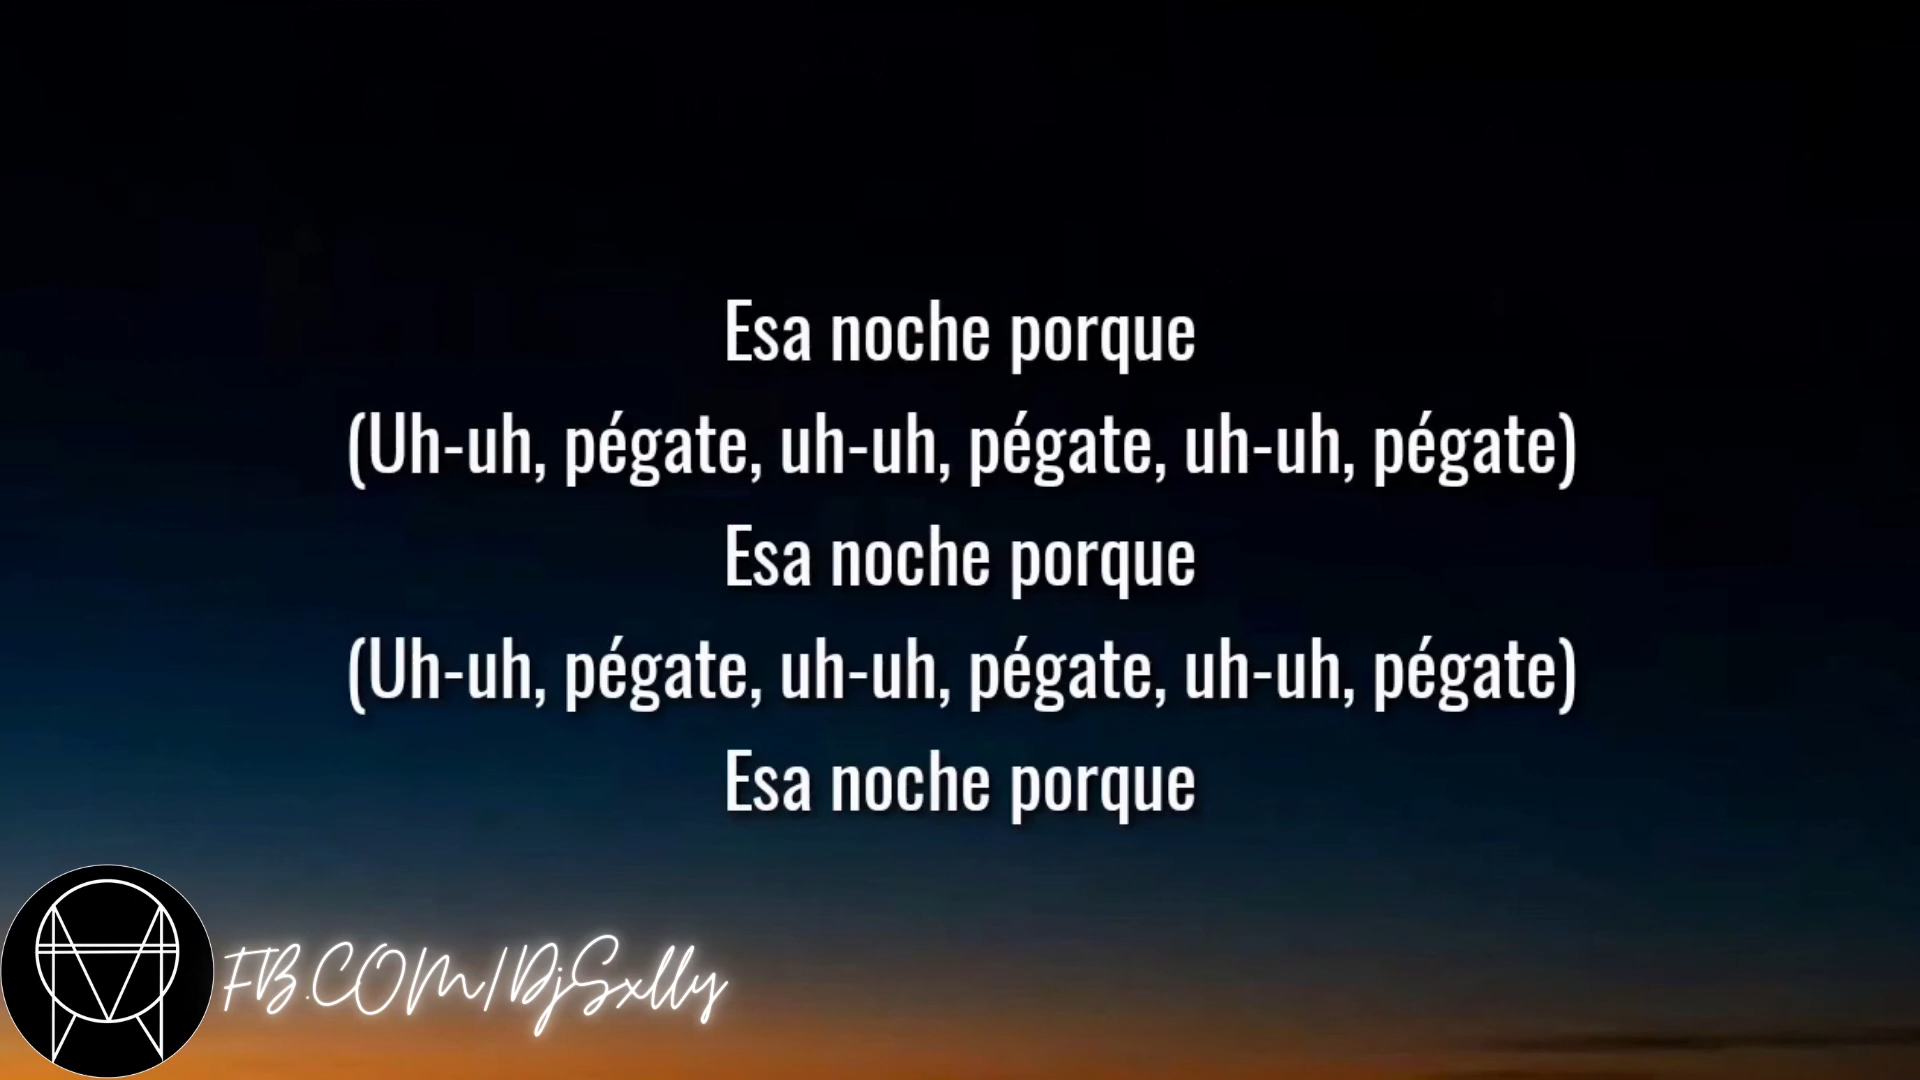 Esa noche porque
(Uh-uh, pégate, uh-uh, pégate, uh-uh, pégate)
Esa noche porque
(Uh-uh, pégate, uh-uh, pégate, uh-uh, pégate)
Esa noche porque
FB.COM/DjSxlly